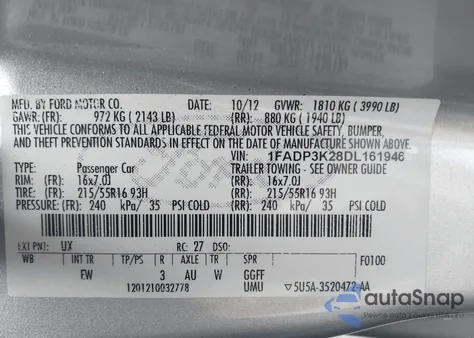 MFD. BY FORD MOTOR CO. DATE: 10/12 GVWR: 1810 KG ( 3990 LB)
GAWR: (FR): 972 KG ( 2143 LB) (RR): 880 KG ( 1940 LB)
THIS VEHICLE CONFORMS TO ALL APPLICABLE FEDERAL MOTOR VEHICLE SAFETY, BUMPER,
AND THEFT PREVENTION STANDARDS IN EFFECT ON THE DATE OF MANUFACTURE SHOWN ABOVE.
VIN: 1FADP3K28DL161946
TYPE: Passenger Car TRAILER TOWING - SEE OWNER GUIDE
RIM: (FR): 16x7.0J (RR): 16x7.0J
TIRE: (FR): 215/55R16 93H (RR): 215/55R16 93H
PRESSURE: (FR): 240 kPa/ 35 PSI COLD (RR): 240 kPa/ 35 PSI COLD
EXT PNT: UX RC: 27 DSO: F0100
WB INT TR TP/PS R AXLE TR SPR
FW 3 AU W GGFF
1201210032778 UMU ▽5U5A-3520472-AA
autoSnap
Pewne auto z USA